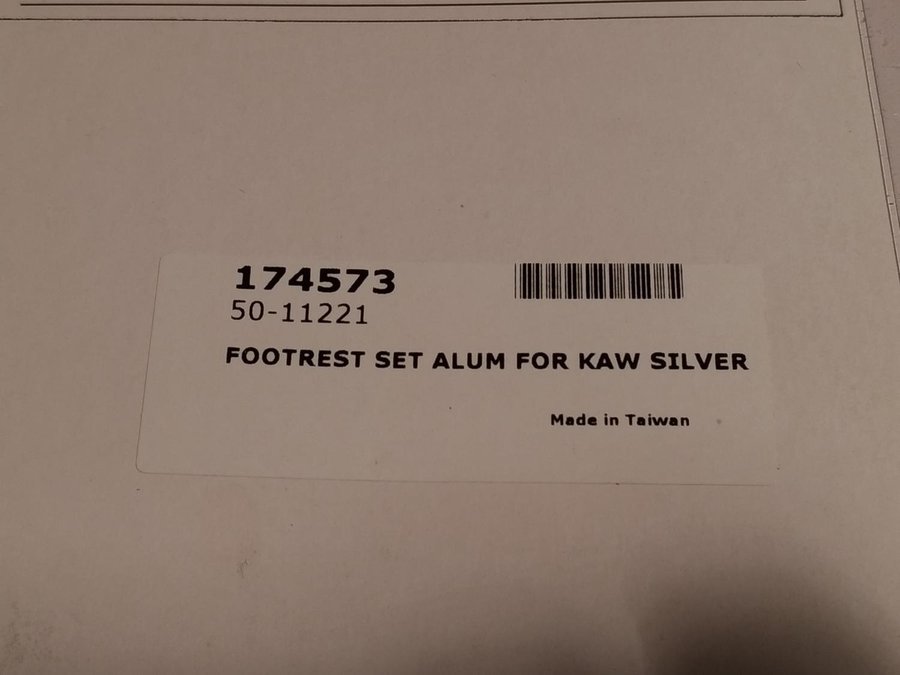 174573
50-11221
FOOTREST SET ALUM FOR KAW SILVER
Made in Taiwan